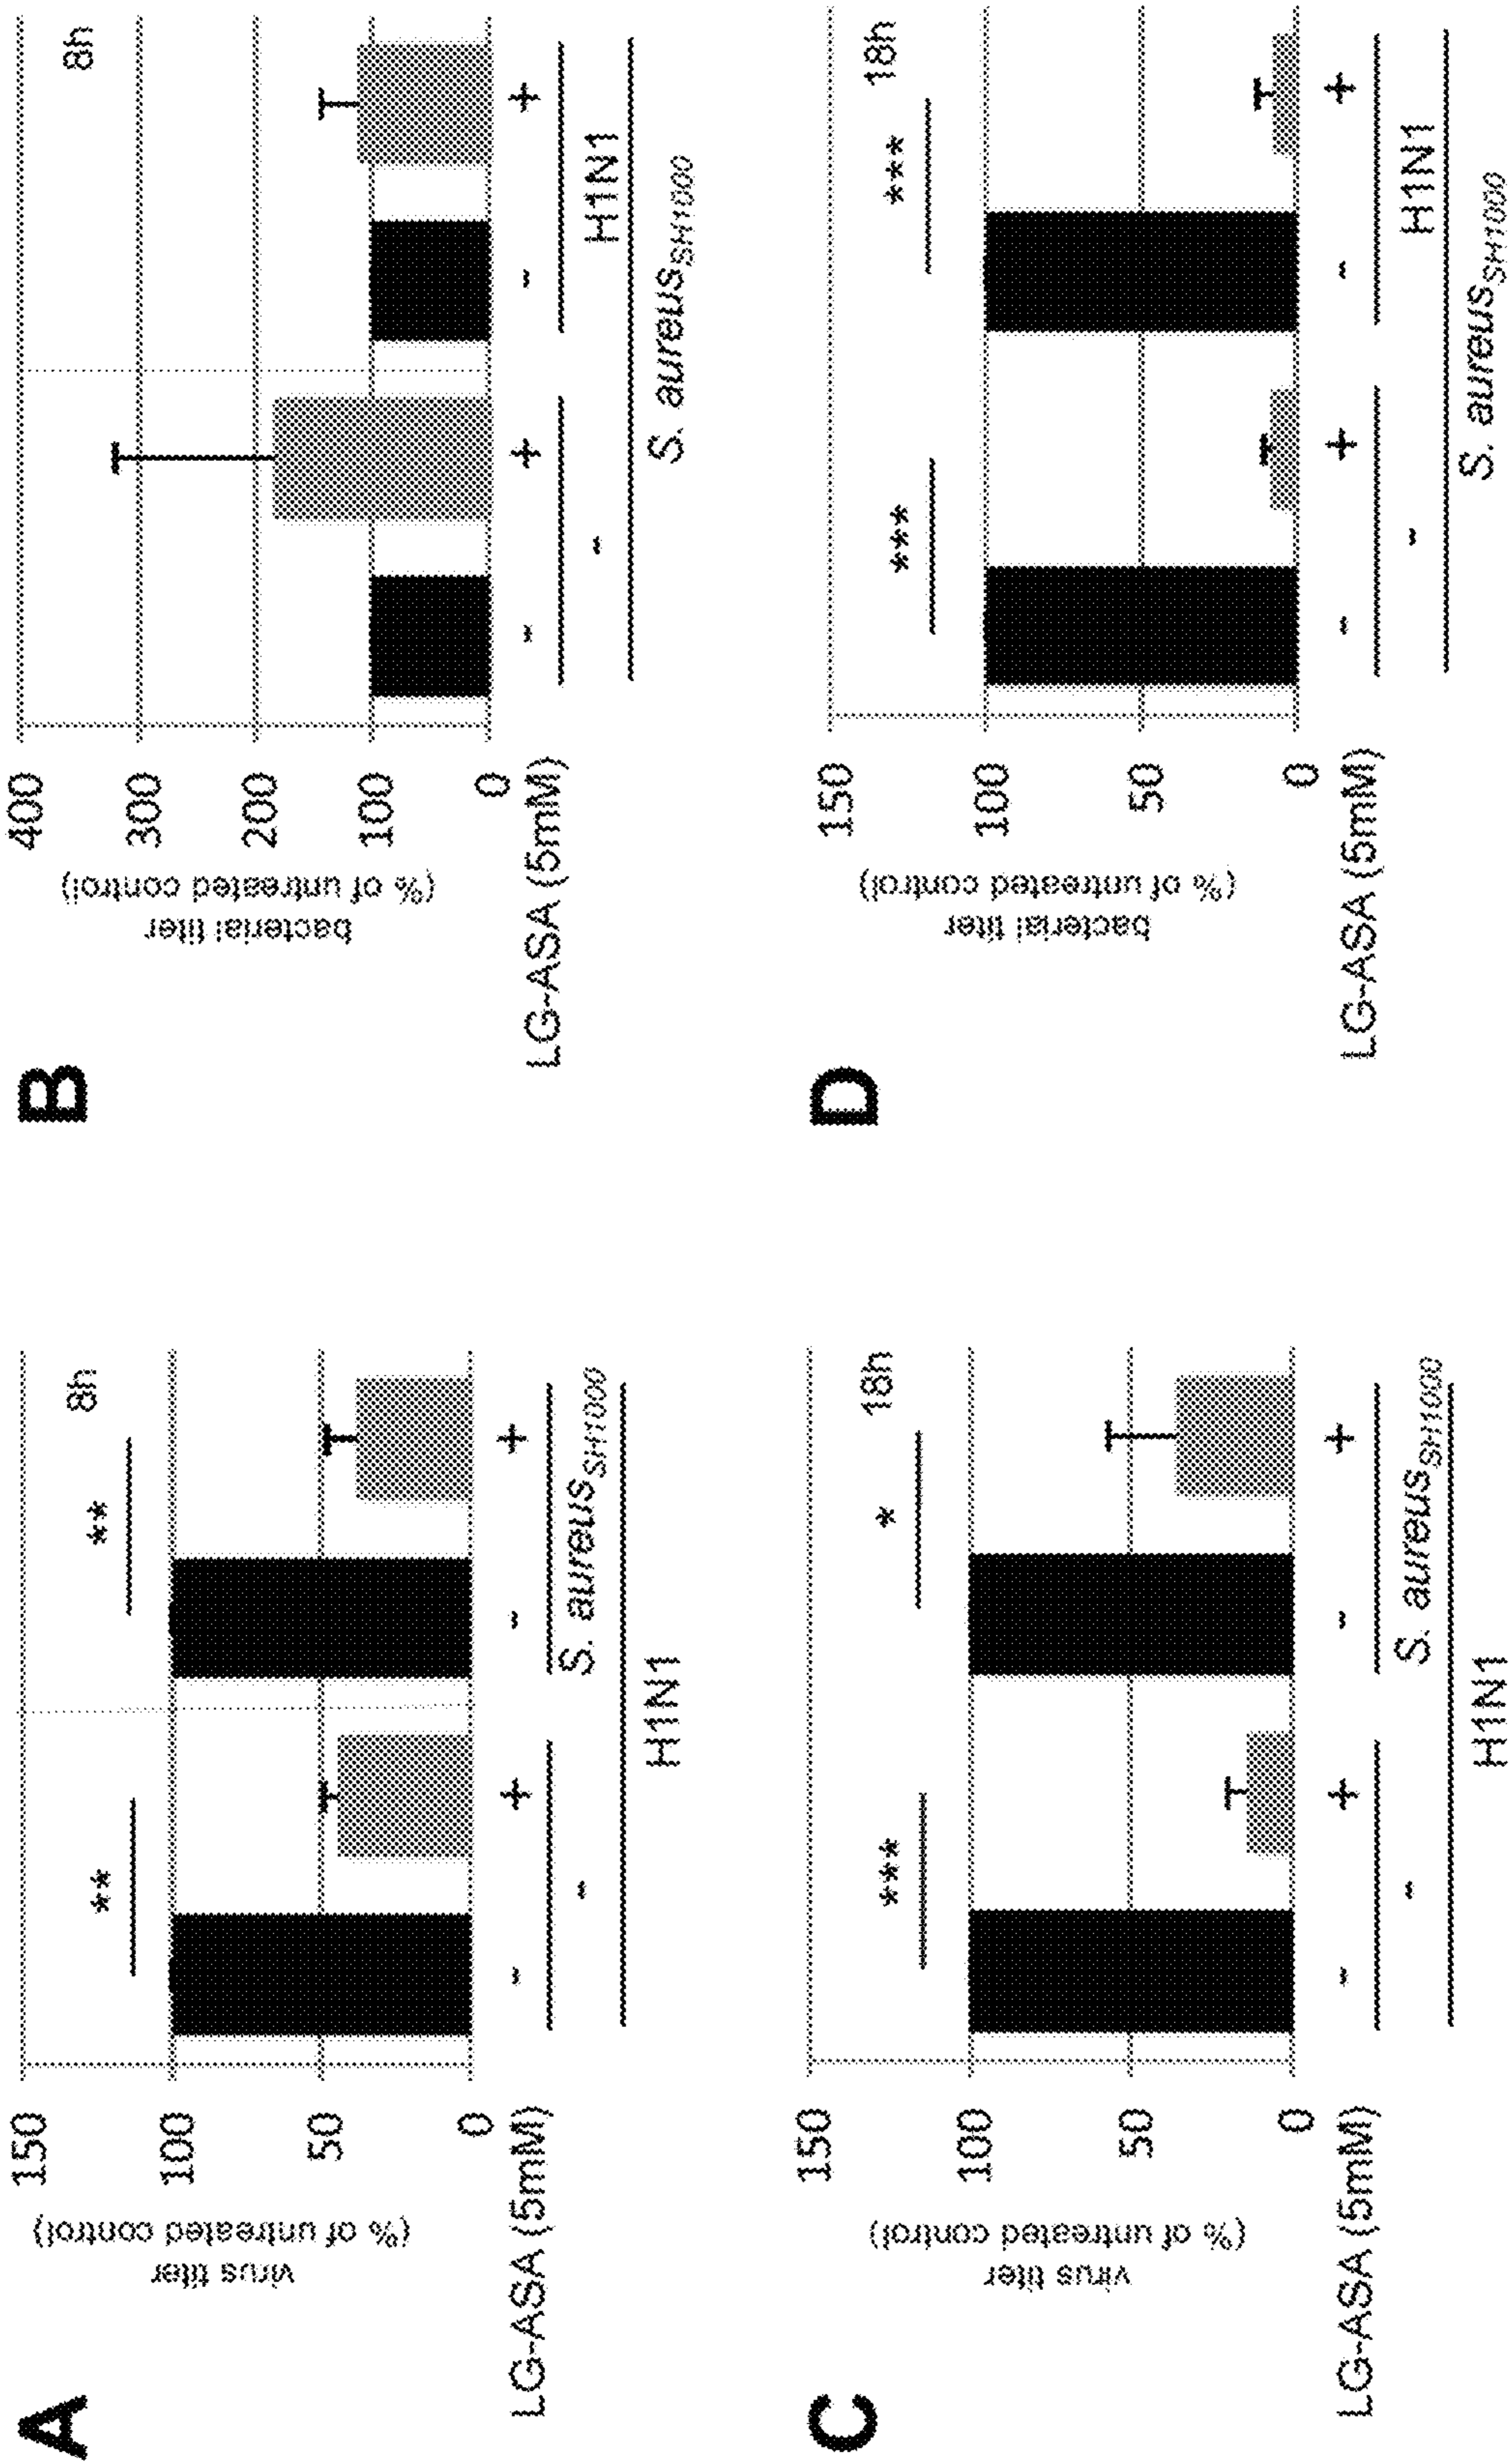 A
virus titer
(% of untreated control)
150
100
50
0
8h
** **
LG-ASA (5mM) - + - +
- S. aureusSH1000
H1N1
B
bacterial titer
(% of untreated control)
400
300
200
100
0
8h
LG-ASA (5mM) - + - +
- H1N1
S. aureusSH1000
C
virus titer
(% of untreated control)
150
100
50
0
18h
*** *
LG-ASA (5mM) - + - +
- S. aureusSH1000
H1N1
D
bacterial titer
(% of untreated control)
150
100
50
0
18h
*** ***
LG-ASA (5mM) - + - +
- H1N1
S. aureusSH1000